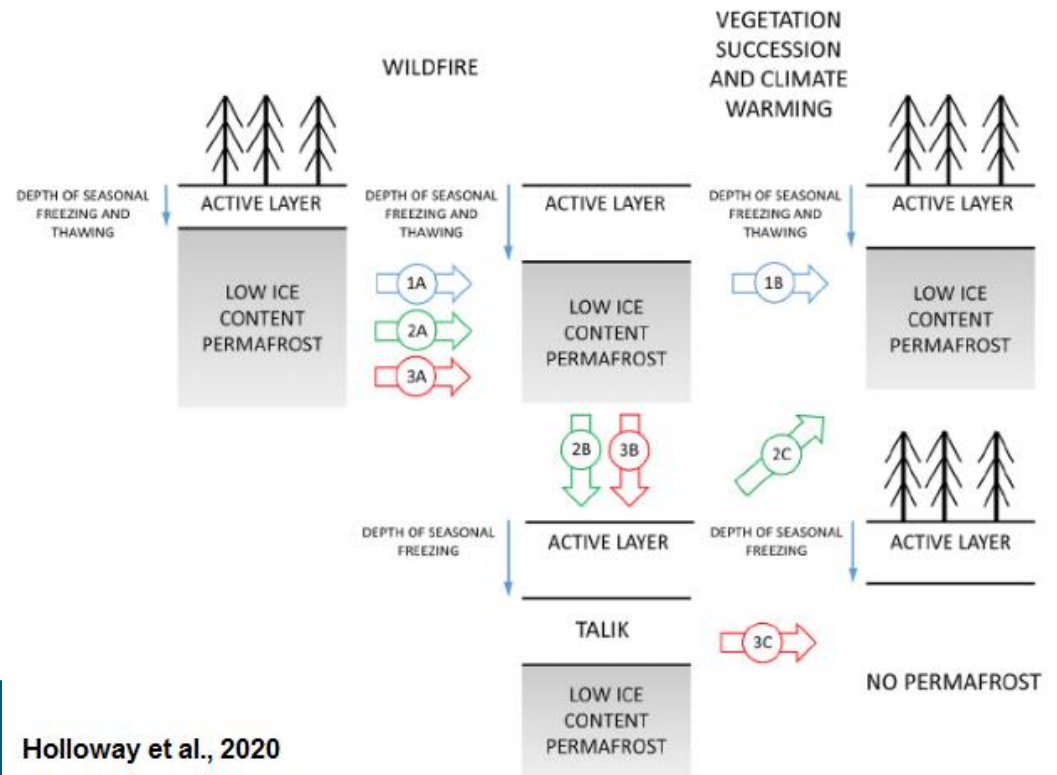 WILDFIRE
VEGETATION
SUCCESSION
AND CLIMATE
WARMING
DEPTH OF SEASONAL
FREEZING AND
THAWING
ACTIVE LAYER
LOW ICE
CONTENT
PERMAFROST
1A
2A
3A
DEPTH OF SEASONAL
FREEZING AND
THAWING
ACTIVE LAYER
LOW ICE
CONTENT
PERMAFROST
DEPTH OF SEASONAL
FREEZING AND
THAWING
1B
ACTIVE LAYER
LOW ICE
CONTENT
PERMAFROST
2B
3B
2C
DEPTH OF SEASONAL
FREEZING
ACTIVE LAYER
TALIK
LOW ICE
CONTENT
PERMAFROST
DEPTH OF SEASONAL
FREEZING
ACTIVE LAYER
3C
NO PERMAFROST
Holloway et al., 2020